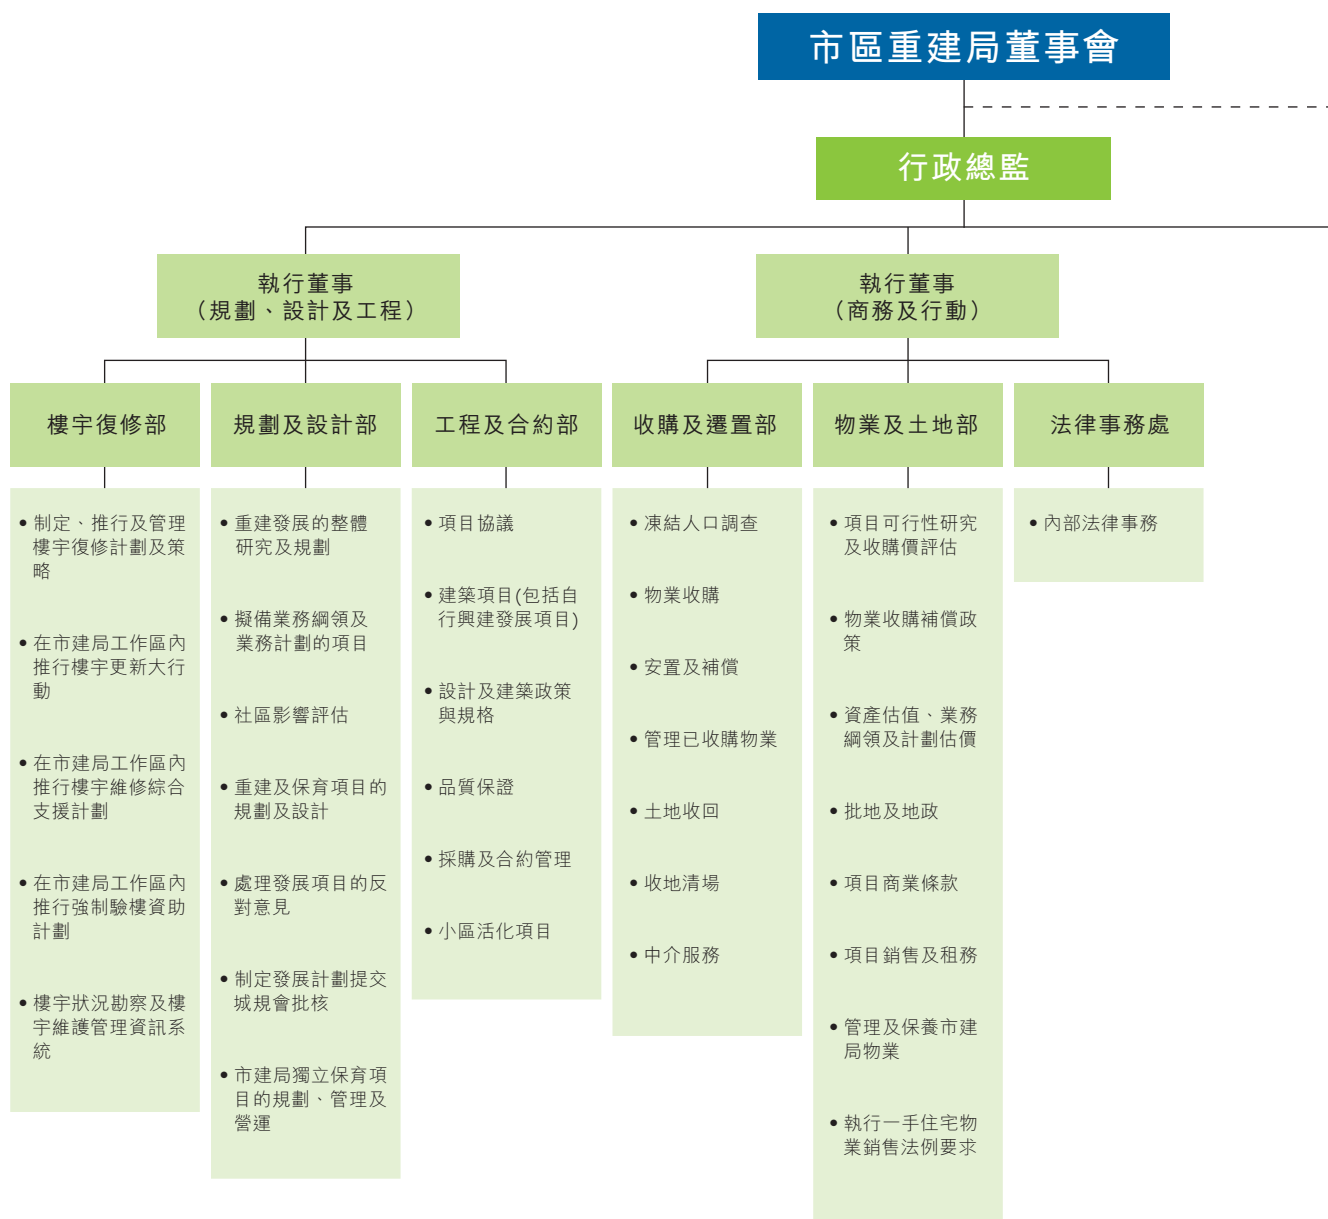 市區重建局董事會
行政總監
執行董事
（規劃、設計及工程）
執行董事
（商務及行動）
樓宇復修部
規劃及設計部
工程及合約部
收購及遷置部
物業及土地部
法律事務處
• 制定、推行及管理
樓宇復修計劃及策
略
• 在市建局工作區內
推行樓宇更新大行
動
• 在市建局工作區內
推行樓宇維修綜合
支援計劃
• 在市建局工作區內
推行強制驗樓資助
計劃
• 樓宇狀況勘察及樓
宇維護管理資訊系
統
• 重建發展的整體
研究及規劃
• 擬備業務綱領及
業務計劃的項目
• 社區影響評估
• 重建及保育項目的
規劃及設計
• 處理發展項目的反
對意見
• 制定發展計劃提交
城規會批核
• 市建局獨立保育項
目的規劃、管理及
營運
• 項目協議
• 建築項目(包括自
行興建發展項目)
• 設計及建築政策
與規格
• 品質保證
• 採購及合約管理
• 小區活化項目
• 凍結人口調查
• 物業收購
• 安置及補償
• 管理已收購物業
• 土地收回
• 收地清場
• 中介服務
• 項目可行性研究
及收購價評估
• 物業收購補償政
策
• 資產估值、業務
綱領及計劃估價
• 批地及地政
• 項目商業條款
• 項目銷售及租務
• 管理及保養市建
局物業
• 執行一手住宅物
業銷售法例要求
• 內部法律事務